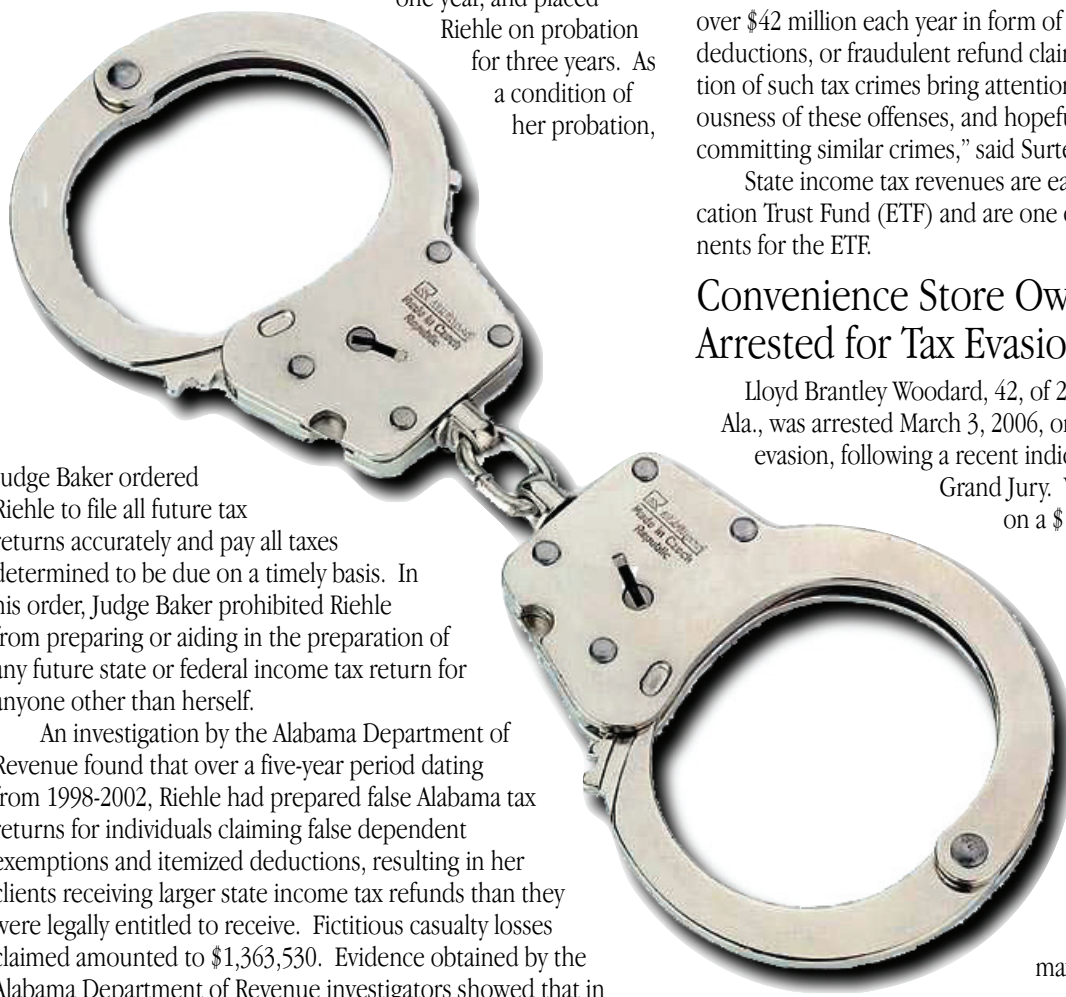 one year, and placed
Riehle on probation
for three years. As
a condition of
her probation,
Judge Baker ordered
Riehle to file all future tax
returns accurately and pay all taxes
determined to be due on a timely basis. In
his order, Judge Baker prohibited Riehle
from preparing or aiding in the preparation of
any future state or federal income tax return for
anyone other than herself.
An investigation by the Alabama Department of
Revenue found that over a five-year period dating
from 1998-2002, Riehle had prepared false Alabama tax
returns for individuals claiming false dependent
exemptions and itemized deductions, resulting in her
clients receiving larger state income tax refunds than they
were legally entitled to receive. Fictitious casualty losses
claimed amounted to $1,363,530. Evidence obtained by the
Alabama Department of Revenue investigators showed that in
over $42 million each year in form of
deductions, or fraudulent refund clai
tion of such tax crimes bring attention
ousness of these offenses, and hopefu
committing similar crimes,” said Surte
State income tax revenues are ea
cation Trust Fund (ETF) and are one
nents for the ETF.
Convenience Store Ow
Arrested for Tax Evasio
Lloyd Brantley Woodard, 42, of 2
Ala., was arrested March 3, 2006, o
evasion, following a recent indi
Grand Jury.
on a $
ma
Made in Czech
Republic
Made in Czech
Republic